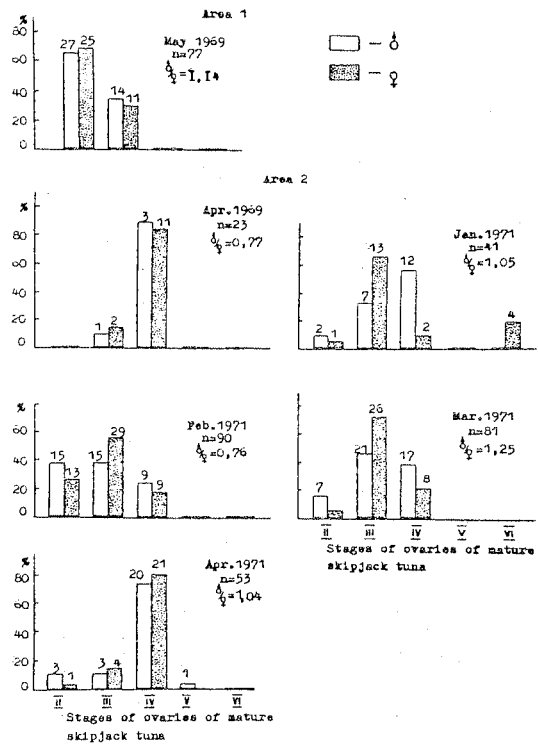 Area 1
%
80
60
40
20
0
27 25
14 11
May 1969
n=77
♂/♀=1,14
— ♂
— ♀
Area 2
%
80
60
40
20
0
1 2
3 11
Apr.1969
n=23
♂/♀=0,77
2 1
7 13
12 2
4
Jan.1971
n=41
♂/♀=1,05
%
80
60
40
20
0
15 13
15 29
9 9
Feb.1971
n=90
♂/♀=0,76
7
26
17 8
Mar.1971
n=81
♂/♀=1,25
II III IV V VI
Stages of ovaries of mature
skipjack tuna
%
80
60
40
20
0
3 1
3 4
20 21
1
Apr.1971
n=53
♂/♀=1,04
II III IV V VI
Stages of ovaries of mature
skipjack tuna